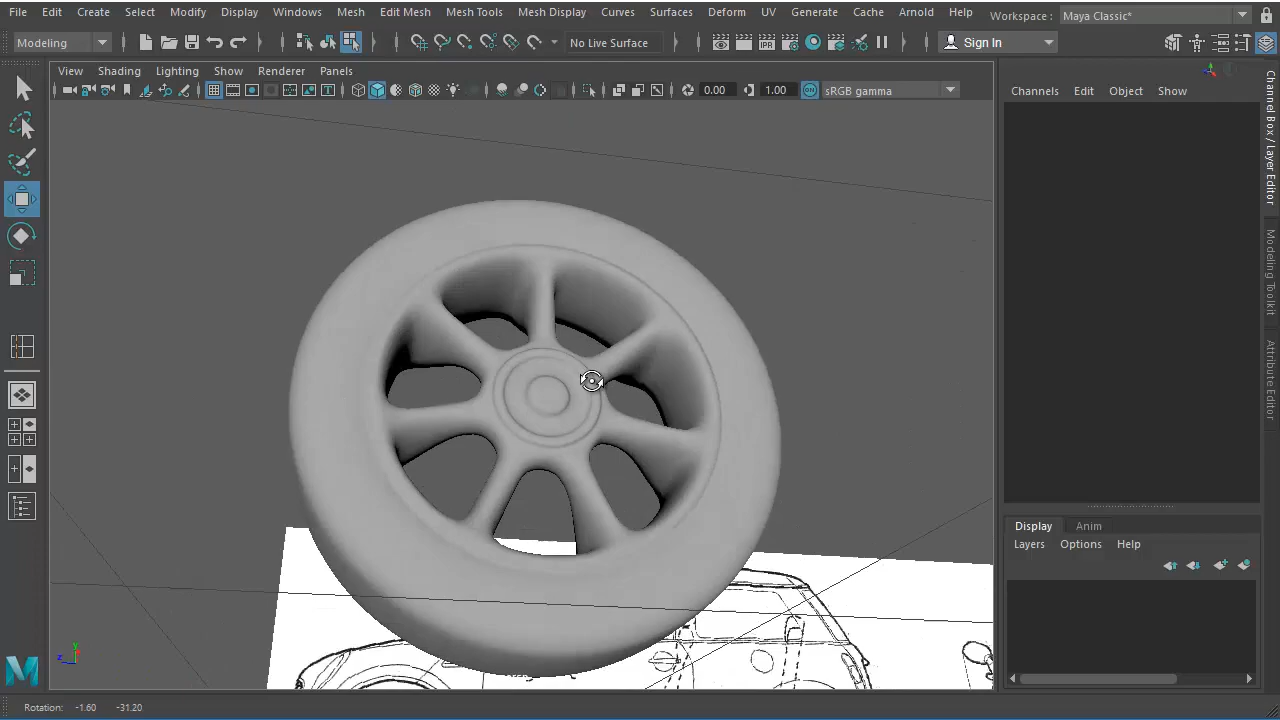 File Edit Create Select Modify Display Windows Mesh Edit Mesh Mesh Tools Mesh Display Curves Surfaces Deform UV Generate Cache Arnold Help Workspace : Maya Classic*
Modeling No Live Surface IPR Sign In
View Shading Lighting Show Renderer Panels
0.00 ON 1.00 sRGB gamma
Channels Edit Object Show
Channel Box / Layer Editor
Modeling Toolkit
Attribute Editor
Display Anim
Layers Options Help
y
z
M
Rotation: -1.60 -31.20